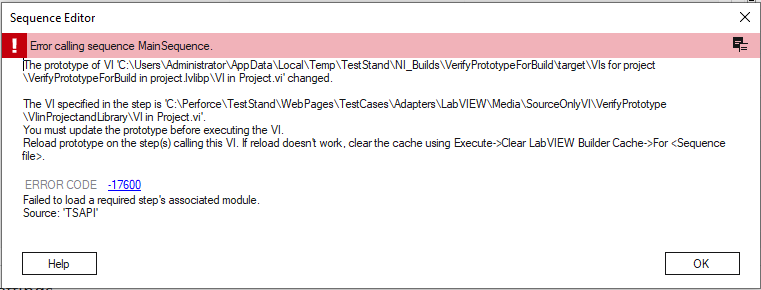 Sequence Editor
Error calling sequence MainSequence.
The prototype of VI 'C:\Users\Administrator\AppData\Local\Temp\TestStand\NI_Builds\VerifyPrototypeForBuild\target\VIs for project
\VerifyPrototypeForBuild in project.lvlibp\VI in Project.vi' changed.
The VI specified in the step is 'C:\Perforce\TestStand\WebPages\TestCases\Adapters\LabVIEW\Media\SourceOnlyVI\VerifyPrototype
\VIinProjectandLibrary\VI in Project.vi'.
You must update the prototype before executing the VI.
Reload prototype on the step(s) calling this VI. If reload doesn't work, clear the cache using Execute->Clear LabVIEW Builder Cache->For <Sequence
file>.
ERROR CODE -17600
Failed to load a required step's associated module.
Source: 'TSAPI'
Help OK